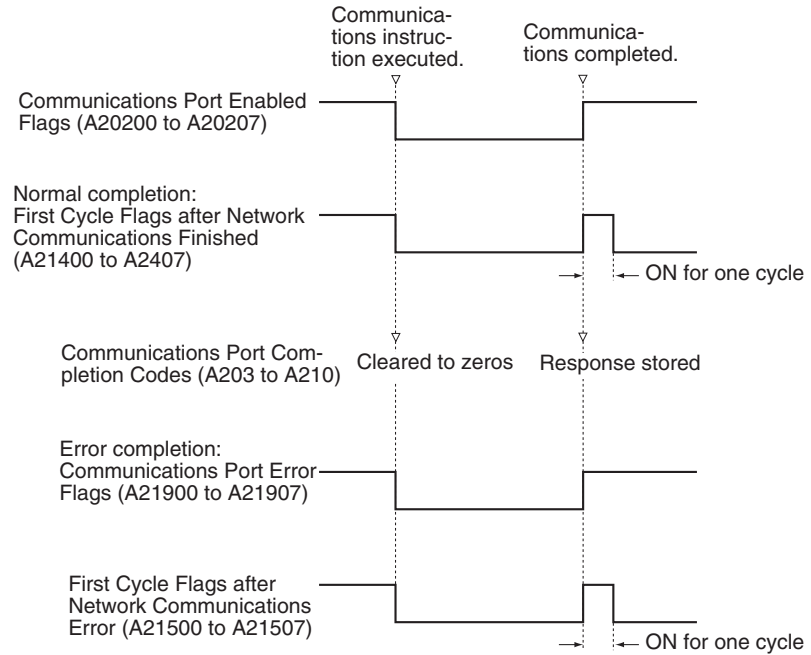 Communica-
tions instruc-
tion executed.
Communica-
tions completed.
Communications Port Enabled
Flags (A20200 to A20207)
Normal completion:
First Cycle Flags after Network
Communications Finished
(A21400 to A2407)
ON for one cycle
Communications Port Com-
pletion Codes (A203 to A210)
Cleared to zeros
Response stored
Error completion:
Communications Port Error
Flags (A21900 to A21907)
First Cycle Flags after
Network Communications
Error (A21500 to A21507)
ON for one cycle